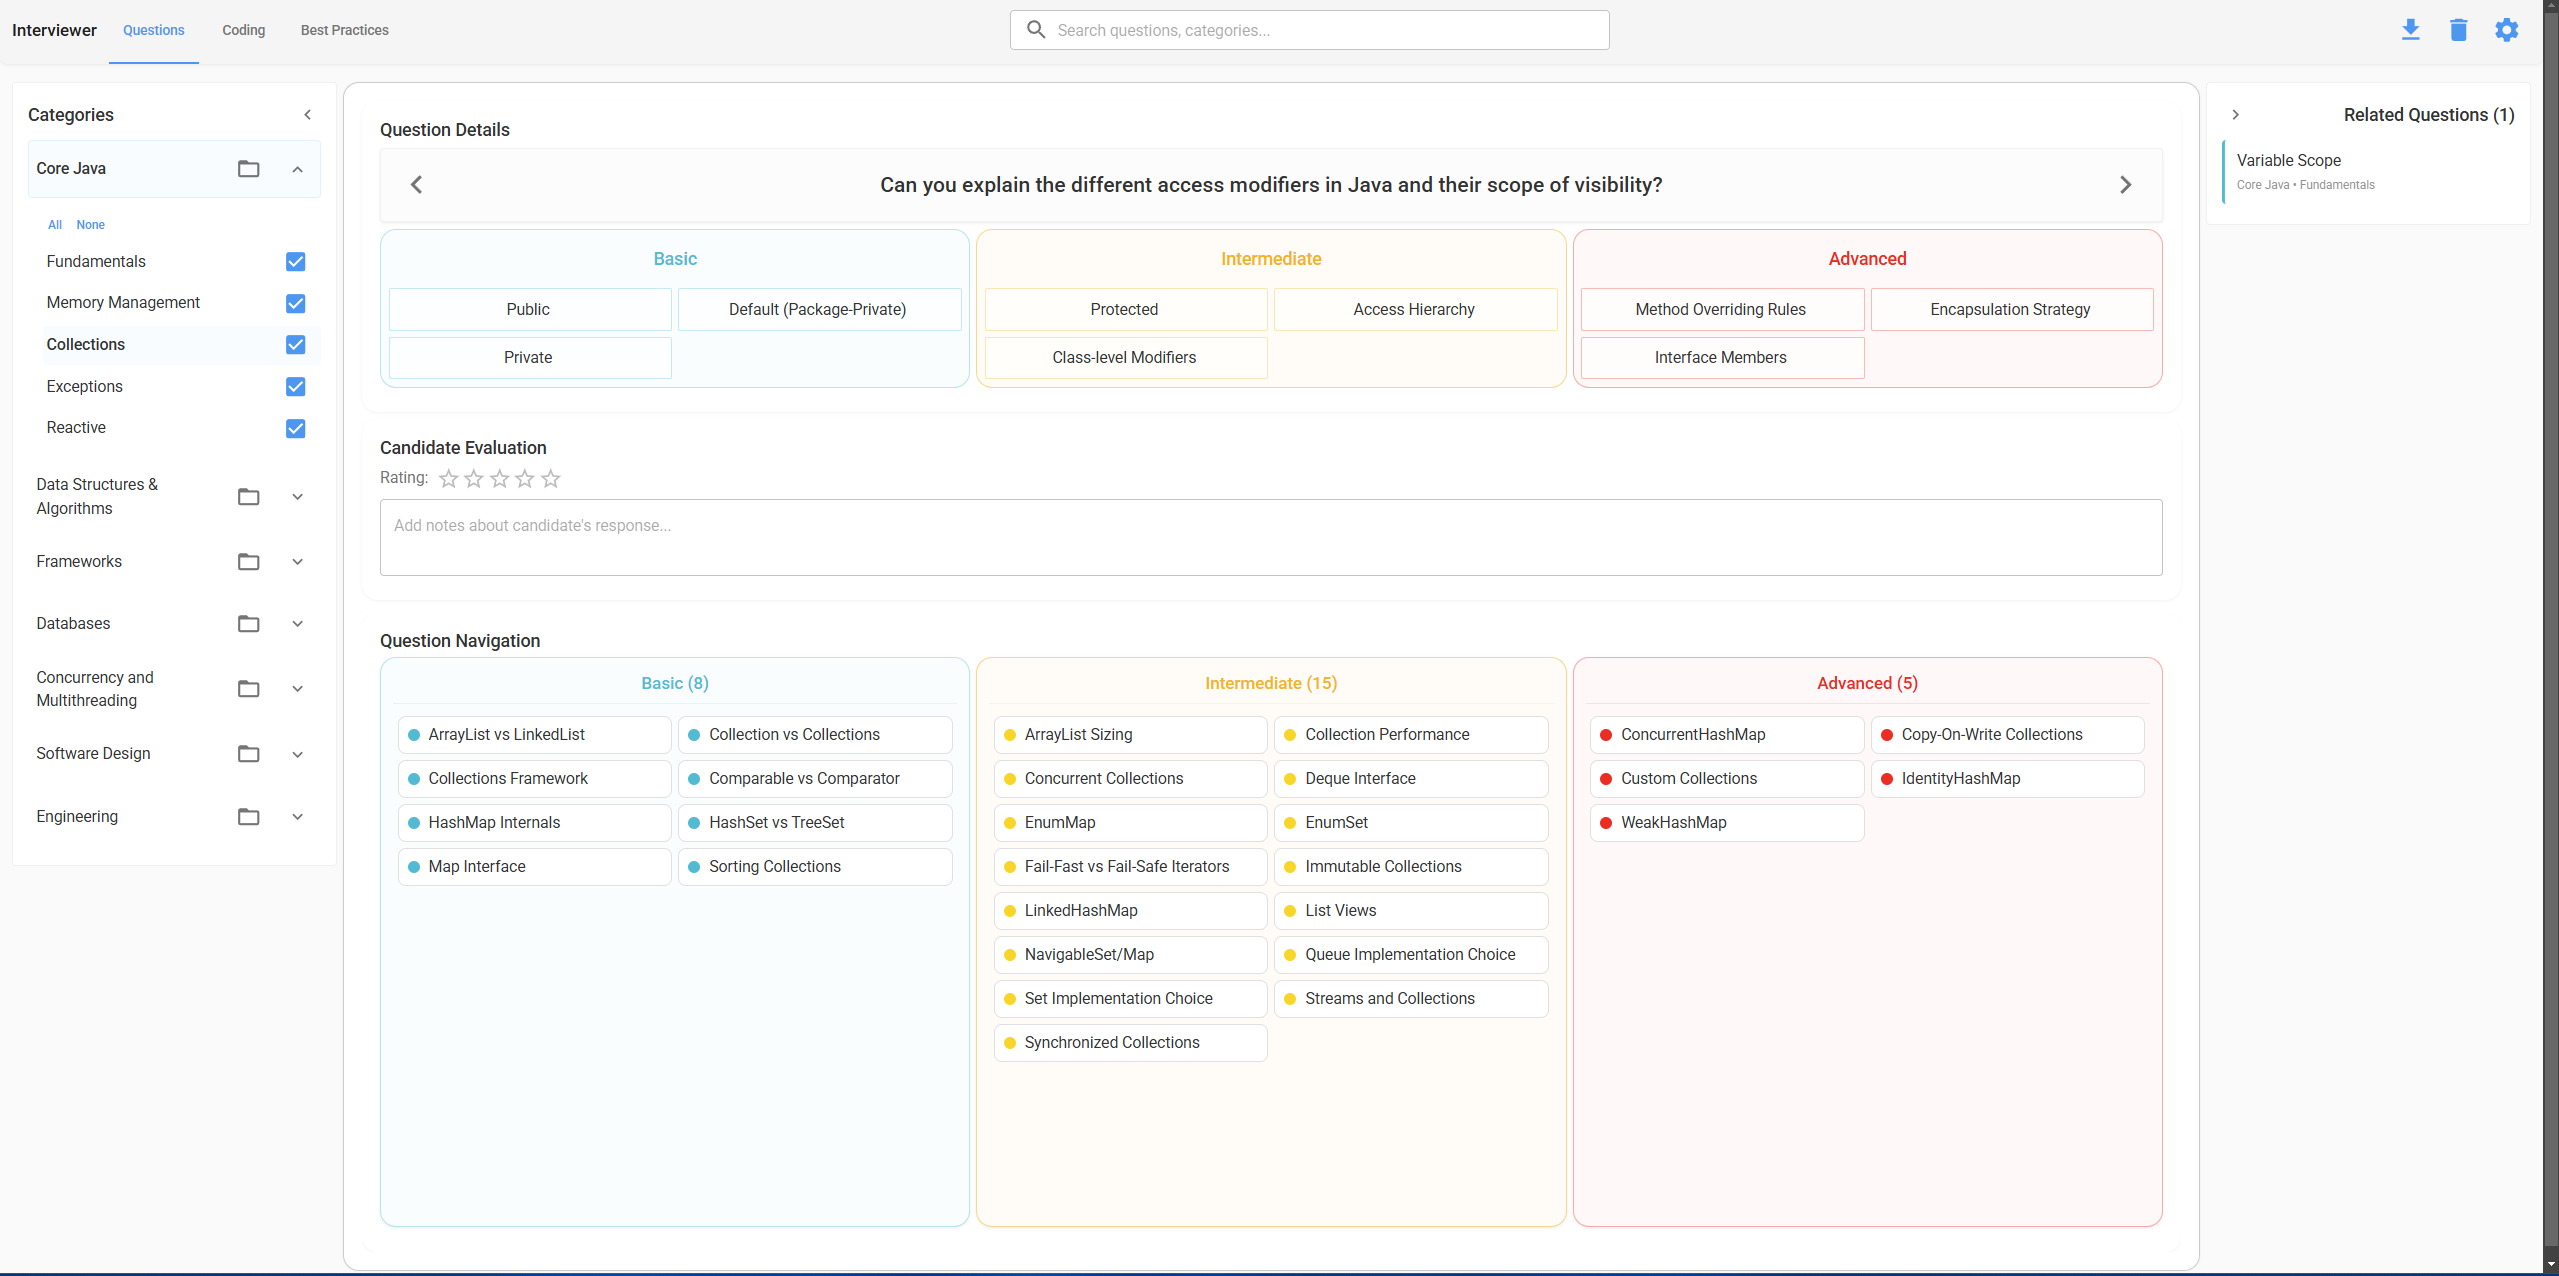 Interviewer
Questions
Coding
Best Practices
Search questions, categories...
Categories
Core Java
All
None
Fundamentals
Memory Management
Collections
Exceptions
Reactive
Data Structures &
Algorithms
Frameworks
Databases
Concurrency and
Multithreading
Software Design
Engineering
Question Details
Can you explain the different access modifiers in Java and their scope of visibility?
Basic
Public
Default (Package-Private)
Private
Intermediate
Protected
Access Hierarchy
Class-level Modifiers
Advanced
Method Overriding Rules
Encapsulation Strategy
Interface Members
Candidate Evaluation
Rating:
Add notes about candidate's response...
Question Navigation
Basic (8)
ArrayList vs LinkedList
Collection vs Collections
Collections Framework
Comparable vs Comparator
HashMap Internals
HashSet vs TreeSet
Map Interface
Sorting Collections
Intermediate (15)
ArrayList Sizing
Collection Performance
Concurrent Collections
Deque Interface
EnumMap
EnumSet
Fail-Fast vs Fail-Safe Iterators
Immutable Collections
LinkedHashMap
List Views
NavigableSet/Map
Queue Implementation Choice
Set Implementation Choice
Streams and Collections
Synchronized Collections
Advanced (5)
ConcurrentHashMap
Copy-On-Write Collections
Custom Collections
IdentityHashMap
WeakHashMap
Related Questions (1)
Variable Scope
Core Java • Fundamentals